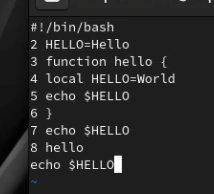 #!/bin/bash
2 HELLO=Hello
3 function hello {
4 local HELLO=World
5 echo $HELLO
6 }
7 echo $HELLO
8 hello
echo $HELLO
~